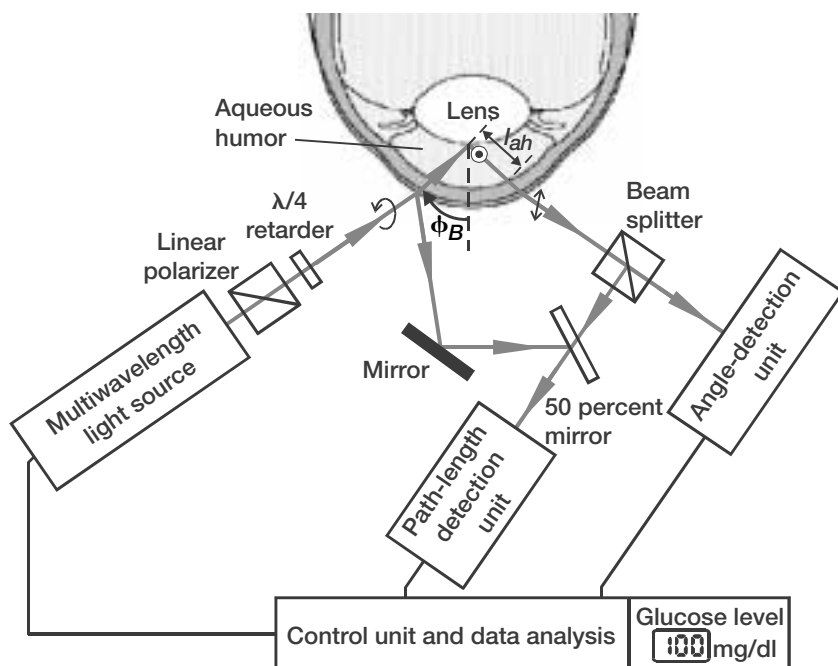 Lens
l_ah
Aqueous
humor
Beam
splitter
λ/4
retarder
ϕ_B
Linear
polarizer
Multiwavelength
light source
Mirror
50 percent
mirror
Angle-detection
unit
Path-length
detection
unit
Control unit and data analysis
Glucose level
100 mg/dl